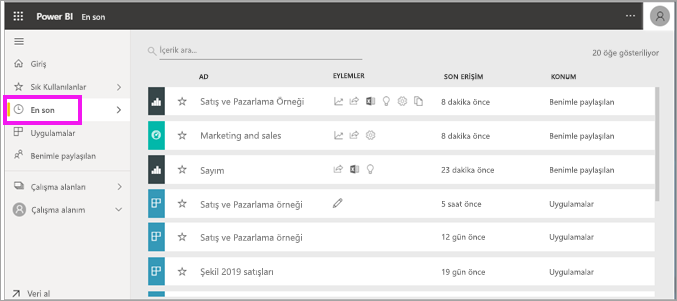 Power BI En son
Giriş
Sık Kullanılanlar
En son
Uygulamalar
Benimle paylaşılan
Çalışma alanları
Çalışma alanım
Veri al
İçerik ara...
20 öğe gösteriliyor
AD EYLEMLER SON ERİŞİM KONUM
Satış ve Pazarlama Örneği 8 dakika önce Benimle paylaşılan
Marketing and sales 8 dakika önce Benimle paylaşılan
Sayım 23 dakika önce Benimle paylaşılan
Satış ve Pazarlama örneği 5 saat önce Uygulamalar
Satış ve Pazarlama örneği 12 gün önce Uygulamalar
Şekil 2019 satışları 19 gün önce Uygulamalar